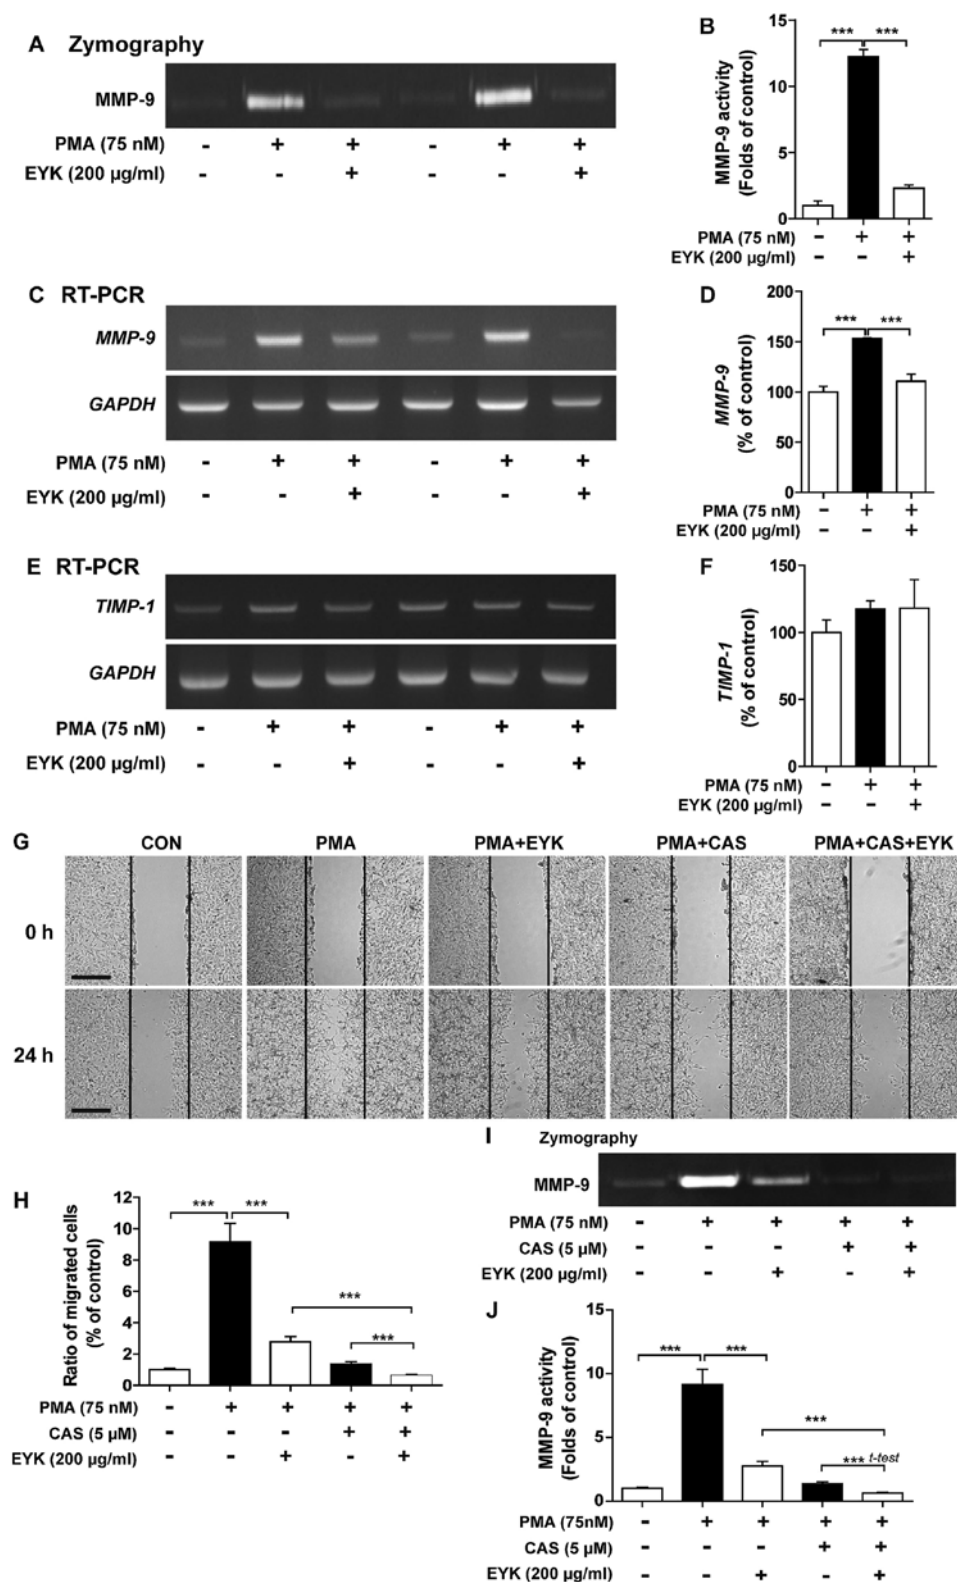 A Zymography
MMP-9
PMA (75 nM) - + + - + +
EYK (200 µg/ml) - - + - - +
B
MMP-9 activity
(Folds of control)
15
10
5
0
*** ***
PMA (75 nM) - + +
EYK (200 µg/ml) - - +
C RT-PCR
MMP-9
GAPDH
PMA (75 nM) - + + - + +
EYK (200 µg/ml) - - + - - +
D
MMP-9
(% of control)
200
150
100
50
0
*** ***
PMA (75 nM) - + +
EYK (200 µg/ml) - - +
E RT-PCR
TIMP-1
GAPDH
PMA (75 nM) - + + - + +
EYK (200 µg/ml) - - + - - +
F
TIMP-1
(% of control)
150
100
50
0
PMA (75 nM) - + +
EYK (200 µg/ml) - - +
G
CON PMA PMA+EYK PMA+CAS PMA+CAS+EYK
0 h
24 h
H
Ratio of migrated cells
(% of control)
12
10
8
6
4
2
0
*** ***
***
***
PMA (75 nM) - + + + +
CAS (5 µM) - - - + +
EYK (200 µg/ml) - - + - +
I Zymography
MMP-9
PMA (75 nM) - + + + +
CAS (5 µM) - - - + +
EYK (200 µg/ml) - - + - +
J
MMP-9 activity
(Folds of control)
15
10
5
0
*** ***
***
*** t-test
PMA (75nM) - + + + +
CAS (5 µM) - - - + +
EYK (200 µg/ml) - - + - +